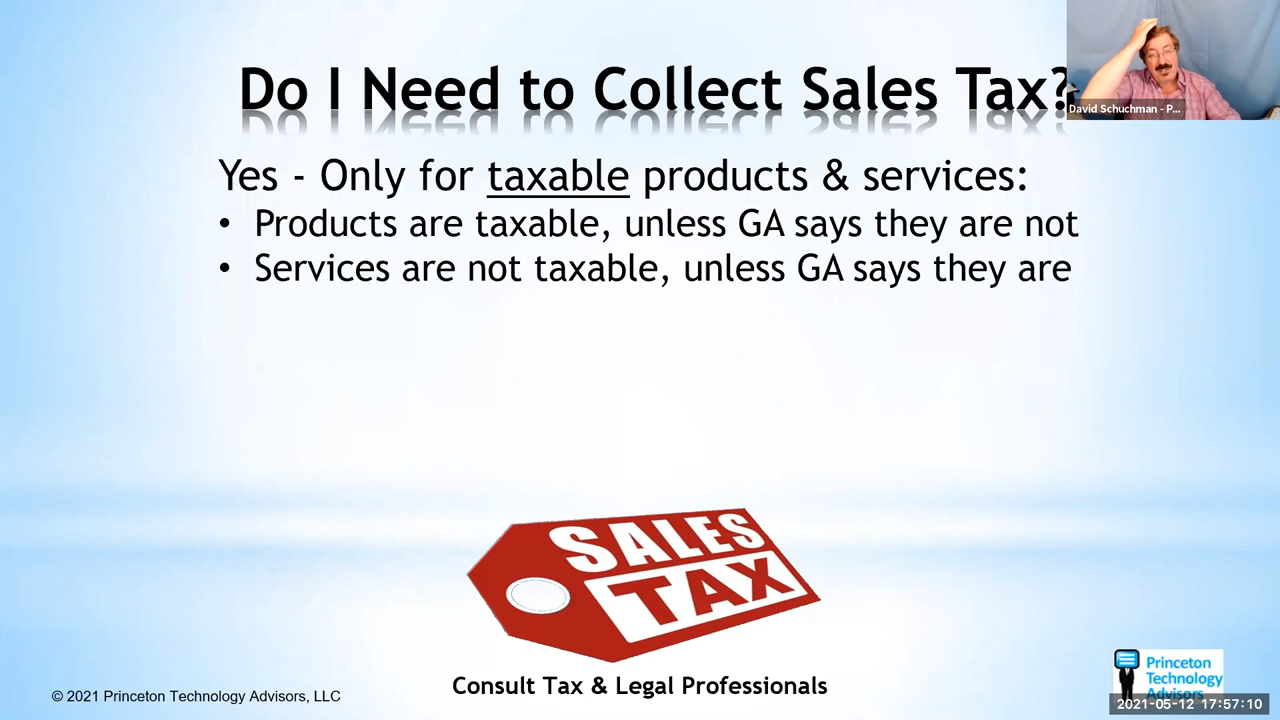 Do I Need to Collect Sales Tax?
David Schuchman - P...
Yes - Only for taxable products & services:
• Products are taxable, unless GA says they are not
• Services are not taxable, unless GA says they are
SALES
TAX
Consult Tax & Legal Professionals
© 2021 Princeton Technology Advisors, LLC
Princeton
Technology
Advisors
2021-05-12 17:57:10